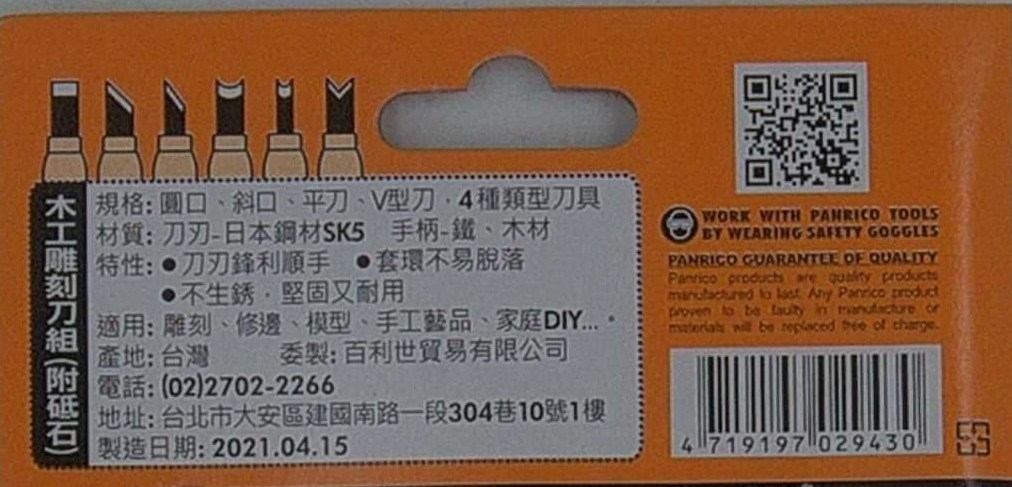 木工雕刻刀組(附砥石)
規格: 圓口、斜口、平刀、V型刀，4種類型刀具
材質: 刀刃-日本鋼材SK5 手柄-鐵、木材
特性: ●刀刃鋒利順手 ●套環不易脫落
●不生銹，堅固又耐用
適用: 雕刻、修邊、模型、手工藝品、家庭DIY...。
產地: 台灣 委製: 百利世貿易有限公司
電話: (02)2702-2266
地址: 台北市大安區建國南路一段304巷10號1樓
製造日期: 2021.04.15
WORK WITH PANRICO TOOLS
BY WEARING SAFETY GOGGLES
PANRICO GUARANTEE OF QUALITY
Panrico products are quality products
manufactured to last. Any Panrico product
proven to be faulty in manufacture or
materials will be replaced free of charge.
4 719197 029430